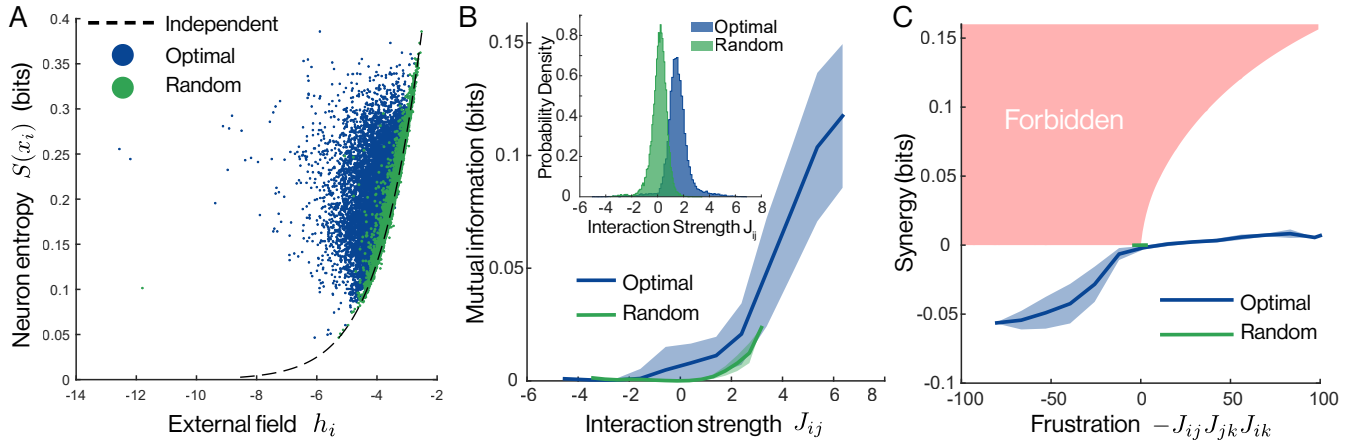 A
Independent
Optimal
Random
Neuron entropy S(x_i) (bits)
0.4
0.35
0.3
0.25
0.2
0.15
0.1
0.05
0
-14
-12
-10
-8
-6
-4
-2
External field h_i
B
Mutual information (bits)
0.15
0.1
0.05
0
-6
-4
-2
0
2
4
6
8
Interaction strength J_ij
Optimal
Random
Probability Density
0.8
0.6
0.4
0.2
0
-6
-4
-2
0
2
4
6
8
Interaction Strength J_ij
Optimal
Random
C
Synergy (bits)
0.15
0.1
0.05
0
-0.05
-0.1
Forbidden
Optimal
Random
-100
-50
0
50
100
Frustration -J_ij J_jk J_ik